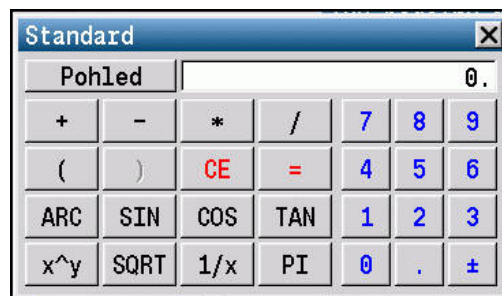 Standard
Pohled 0.
+ - * / 7 8 9
( ) CE = 4 5 6
ARC SIN COS TAN 1 2 3
x^y SQRT 1/x PI 0 . ±